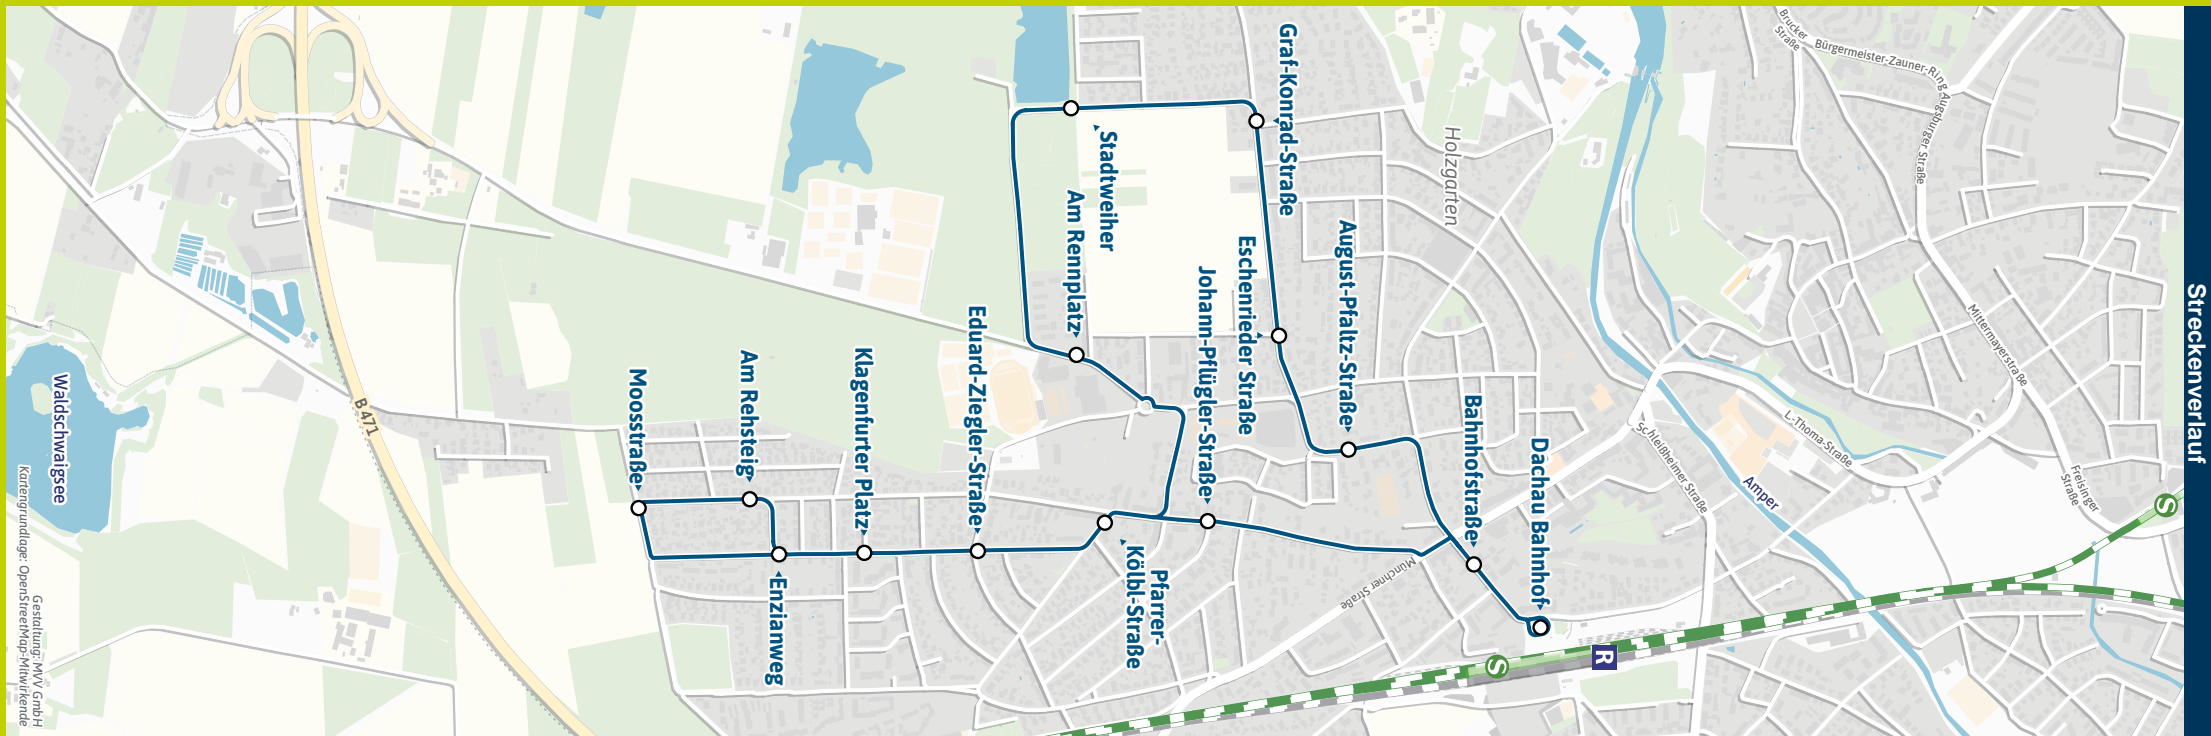 Streckenverlauf
Brucker
Straße
Bürgermeister-Zauner-Ring
Augsburger Straße
Mittermayerstraße
Freisinger
Straße
L.-Thoma-Straße
Amper
Schleißheimer Straße
Holzgarten
Graf-Konrad-Straße
August-Pfaltz-Straße
Eschenrieder Straße
Johann-Pflügler-Straße
Bahnhofstraße
Dachau Bahnhof
S
R
S
Münchner Straße
Stadtweiher
Am Rennplatz
Pfarrer-
Kölbl-Straße
Eduard-Ziegler-Straße
Klagenfurter Platz
Am Rehsteig
Enzianweg
Moosstraße
B 471
Waldschwaigsee
Gestaltung: MVV GmbH
Kartengrundlage: OpenStreetMap-Mitwirkende